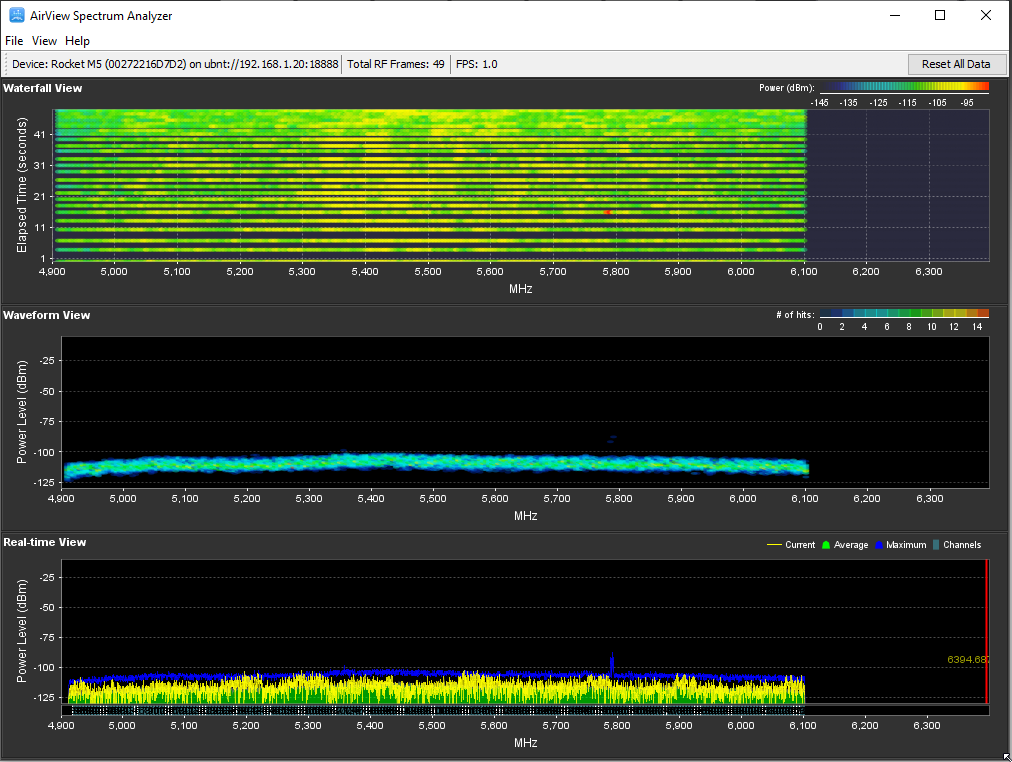 AirView Spectrum Analyzer
File View Help
Device: Rocket M5 (00272216D7D2) on ubnt://192.168.1.20:18888 Total RF Frames: 49 FPS: 1.0 Reset All Data
Waterfall View Power (dBm):
-145 -135 -125 -115 -105 -95
Elapsed Time (seconds)
41
31
21
11
1
4,900 5,000 5,100 5,200 5,300 5,400 5,500 5,600 5,700 5,800 5,900 6,000 6,100 6,200 6,300
MHz
Waveform View # of hits:
0 2 4 6 8 10 12 14
Power Level (dBm)
-25
-50
-75
-100
-125
4,900 5,000 5,100 5,200 5,300 5,400 5,500 5,600 5,700 5,800 5,900 6,000 6,100 6,200 6,300
MHz
Real-time View Current Average Maximum Channels
Power Level (dBm)
-25
-50
-75
-100
-125
6394.687
4,900 5,000 5,100 5,200 5,300 5,400 5,500 5,600 5,700 5,800 5,900 6,000 6,100 6,200 6,300
MHz